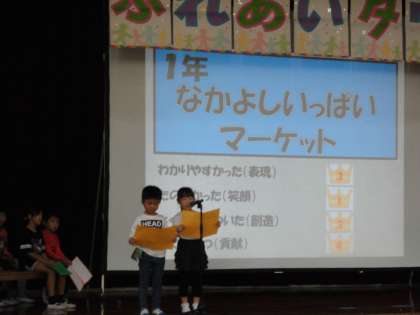 ふれあいタ
1年
なかよしいっぱい
マーケット
わかりやすかった(表現)
かった(笑顔)
いた(創造)
つ(貢献)
HEAD